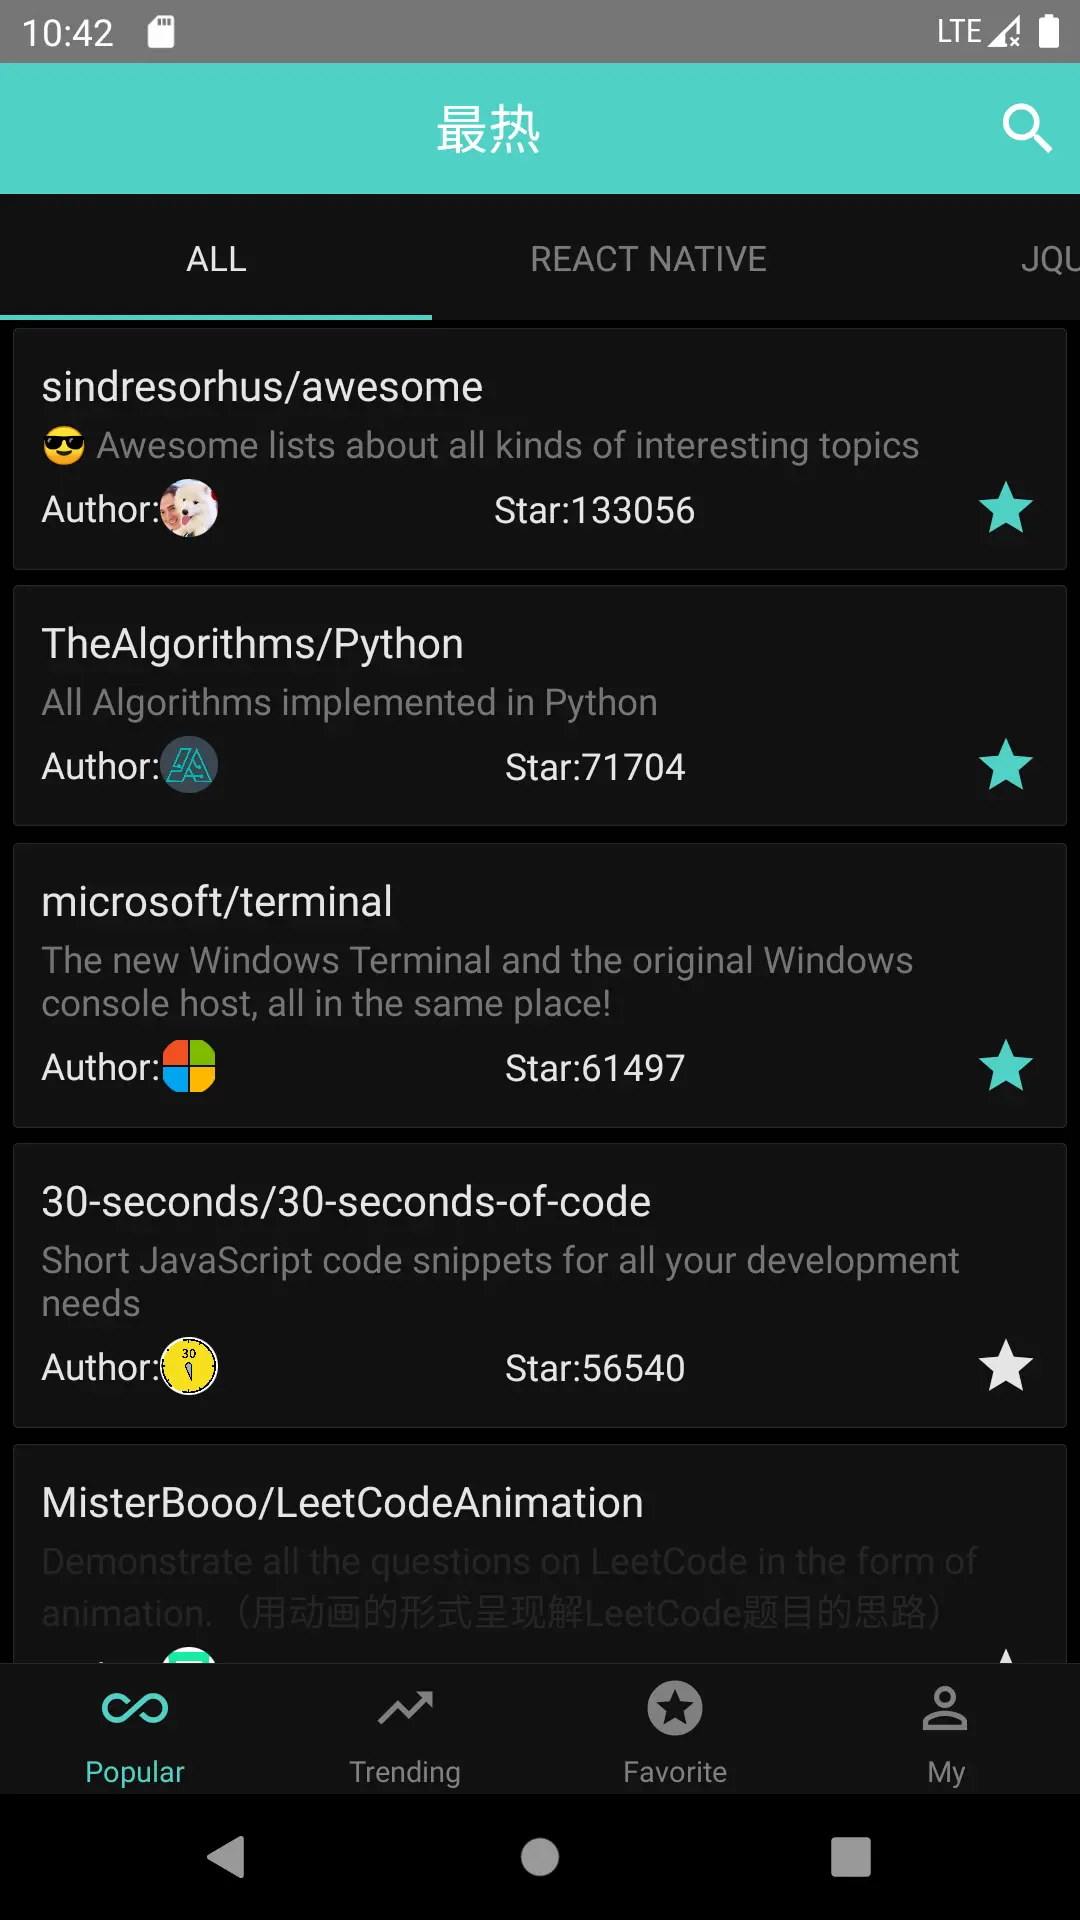 10:42
LTE
最热
ALL
REACT NATIVE
JQU
sindresorhus/awesome
😎 Awesome lists about all kinds of interesting topics
Author:
Star:133056
TheAlgorithms/Python
All Algorithms implemented in Python
Author:
Star:71704
microsoft/terminal
The new Windows Terminal and the original Windows
console host, all in the same place!
Author:
Star:61497
30-seconds/30-seconds-of-code
Short JavaScript code snippets for all your development
needs
Author:
30
Star:56540
MisterBooo/LeetCodeAnimation
Demonstrate all the questions on LeetCode in the form of
animation.（用动画的形式呈现解LeetCode题目的思路）
Popular
Trending
Favorite
My